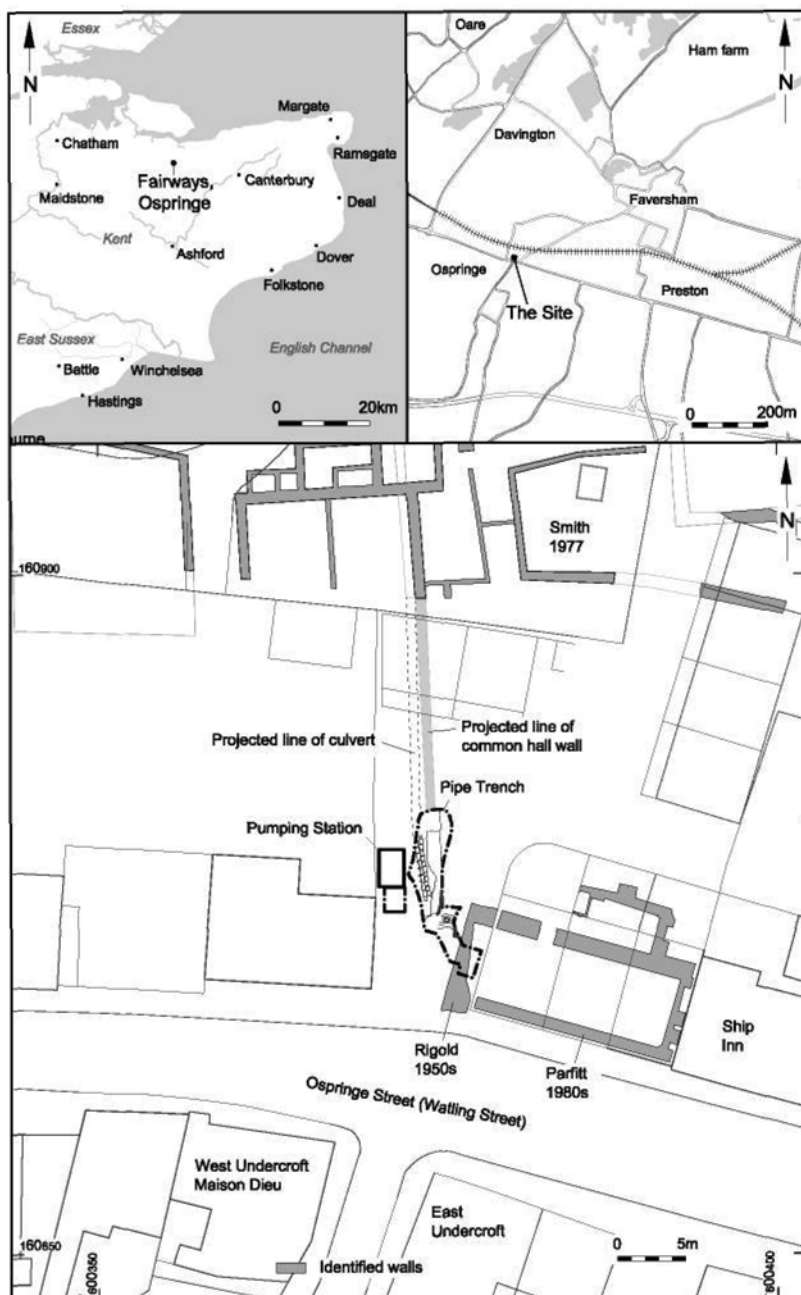 Essex
N
Margate
Chatham
Ramsgate
Fairways,
Ospringe
Canterbury
Maidstone
Deal
Kent
Ashford
Dover
Folkstone
East Sussex
English Channel
Battle
Winchelsea
Hastings
0 20km
Oare
Ham farm
N
Davington
Faversham
Ospringe
Preston
The Site
0 200m
N
Smith
1977
160900
Projected line of culvert
Projected line of
common hall wall
Pipe Trench
Pumping Station
Rigold
1950s
Parfitt
1980s
Ship
Inn
Ospringe Street (Watling Street)
West Undercroft
Maison Dieu
East
Undercroft
160850
600350
Identified walls
0 5m
600400